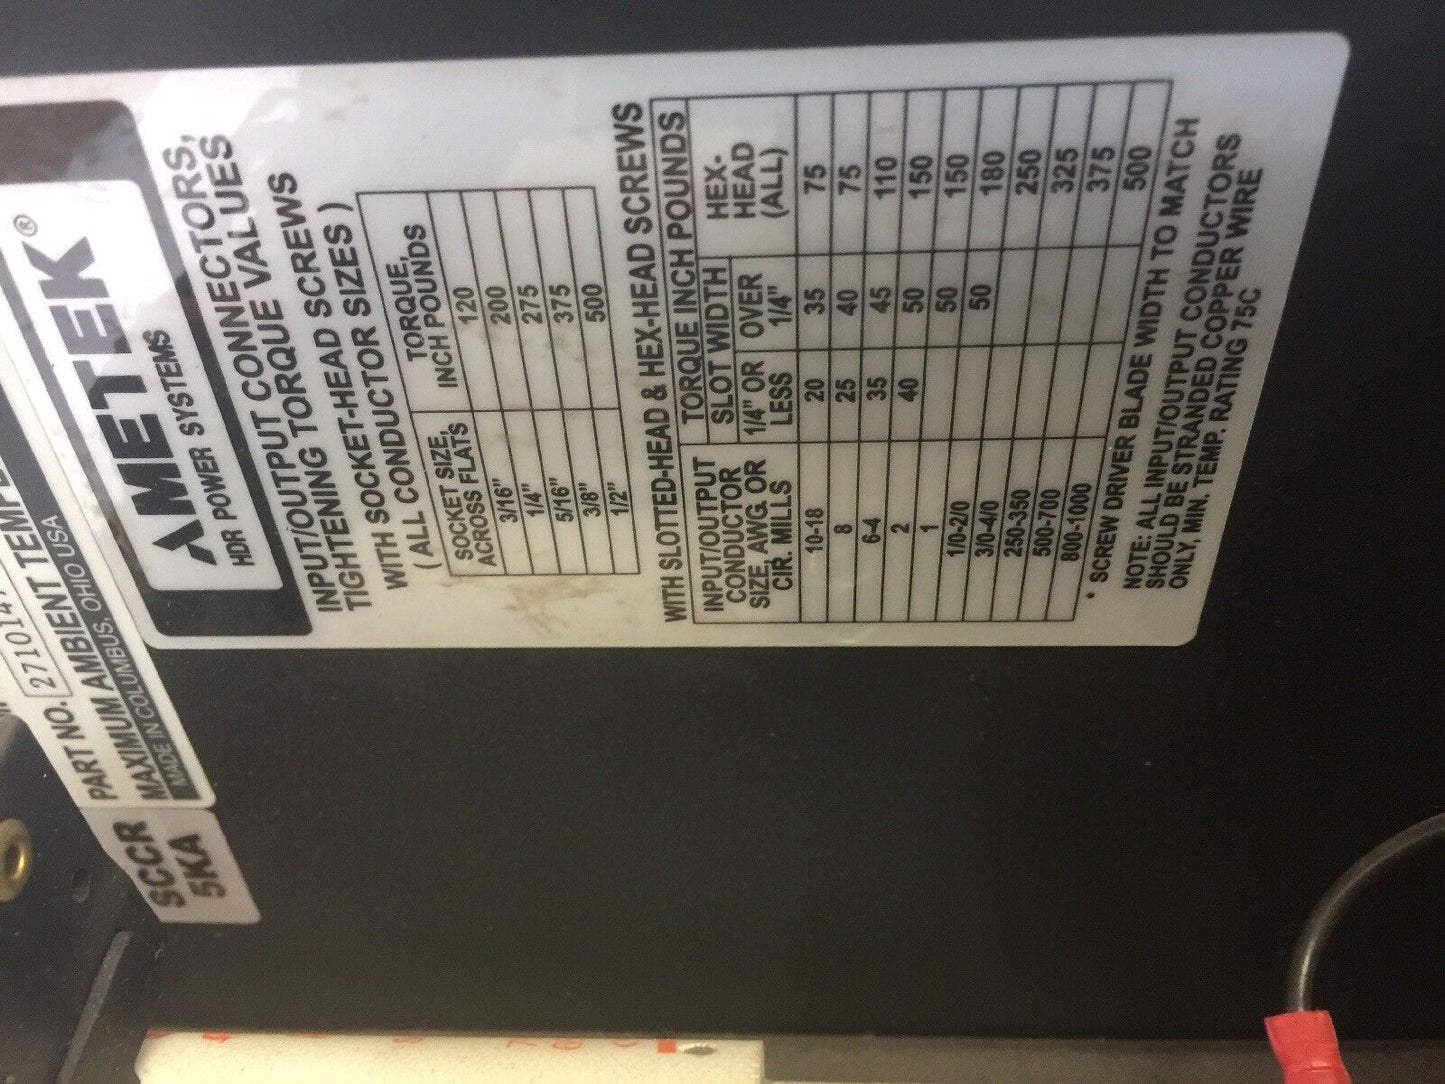 AMETEK®
HDR POWER SYSTEMS
HDR POWER CONNECTORS,
INPUT/OUTPUT CONNECTORS,
TIGHTENING TORQUE VALUES
WITH SOCKET-HEAD SCREWS
( ALL CONDUCTOR SIZES )
SOCKET SIZE, ACROSS FLATS TORQUE, INCH POUNDS
3/16" 120
1/4" 200
5/16" 275
3/8" 375
1/2" 500
WITH SLOTTED-HEAD & HEX-HEAD SCREWS
TORQUE INCH POUNDS
INPUT/OUTPUT CONDUCTOR SIZE, AWG. OR CIR. MILLS
SLOT WIDTH
1/4" OR LESS
OVER 1/4"
HEX-HEAD (ALL)
10-18 20 35 75
8 25 40 75
6-4 35 45 110
2 40 50 150
1 50 150
1/0-2/0 50 180
3/0-4/0 250
250-350 325
500-700 375
800-1000 500
* SCREW DRIVER BLADE WIDTH TO MATCH
NOTE: ALL INPUT/OUTPUT CONDUCTORS
SHOULD BE STRANDED COPPER WIRE
ONLY, MIN. TEMP. RATING 75C
PART NO. 271014
MAXIMUM AMBIENT TEMP
MADE IN COLUMBUS, OHIO USA
SCCR
5KA